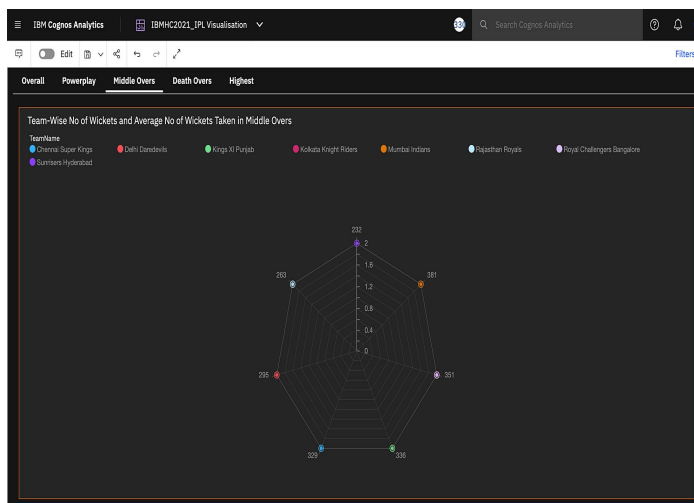 IBM Cognos Analytics IBMHC2021_IPL Visualisation Search Cognos Analytics
Edit Filters
Overall Powerplay Middle Overs Death Overs Highest
Team-Wise No of Wickets and Average No of Wickets Taken in Middle Overs
TeamName
Chennai Super Kings Delhi Daredevils Kings XI Punjab Kolkata Knight Riders Mumbai Indians Rajasthan Royals Royal Challengers Bangalore
Sunrisers Hyderabad
232
2
1.6
263 381
1.2
0.8
0.4
0
295 351
329 336